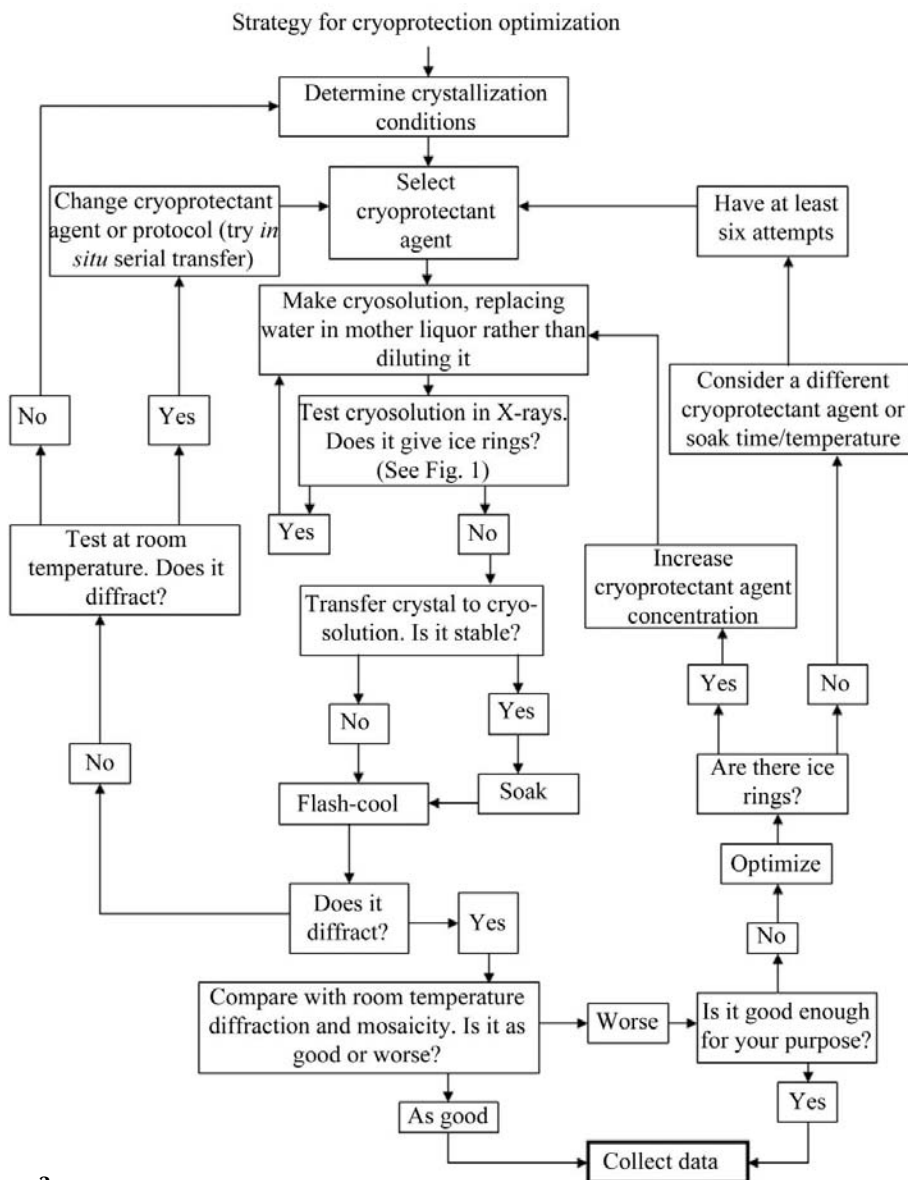 Strategy for cryoprotection optimization
Determine crystallization
conditions
Select
cryoprotectant
agent
Change cryoprotectant
agent or protocol (try in
situ serial transfer)
Have at least
six attempts
Make cryosolution, replacing
water in mother liquor rather than
diluting it
Consider a different
cryoprotectant agent or
soak time/temperature
No
Yes
Test cryosolution in X-rays.
Does it give ice rings?
(See Fig. 1)
Yes
No
Test at room
temperature. Does it
diffract?
Increase
cryoprotectant agent
concentration
Transfer crystal to cryo-
solution. Is it stable?
Yes
No
No
Yes
No
Are there ice
rings?
Flash-cool
Soak
Optimize
Does it
diffract?
Yes
No
Compare with room temperature
diffraction and mosaicity. Is it as
good or worse?
Worse
Is it good enough
for your purpose?
As good
Yes
Collect data